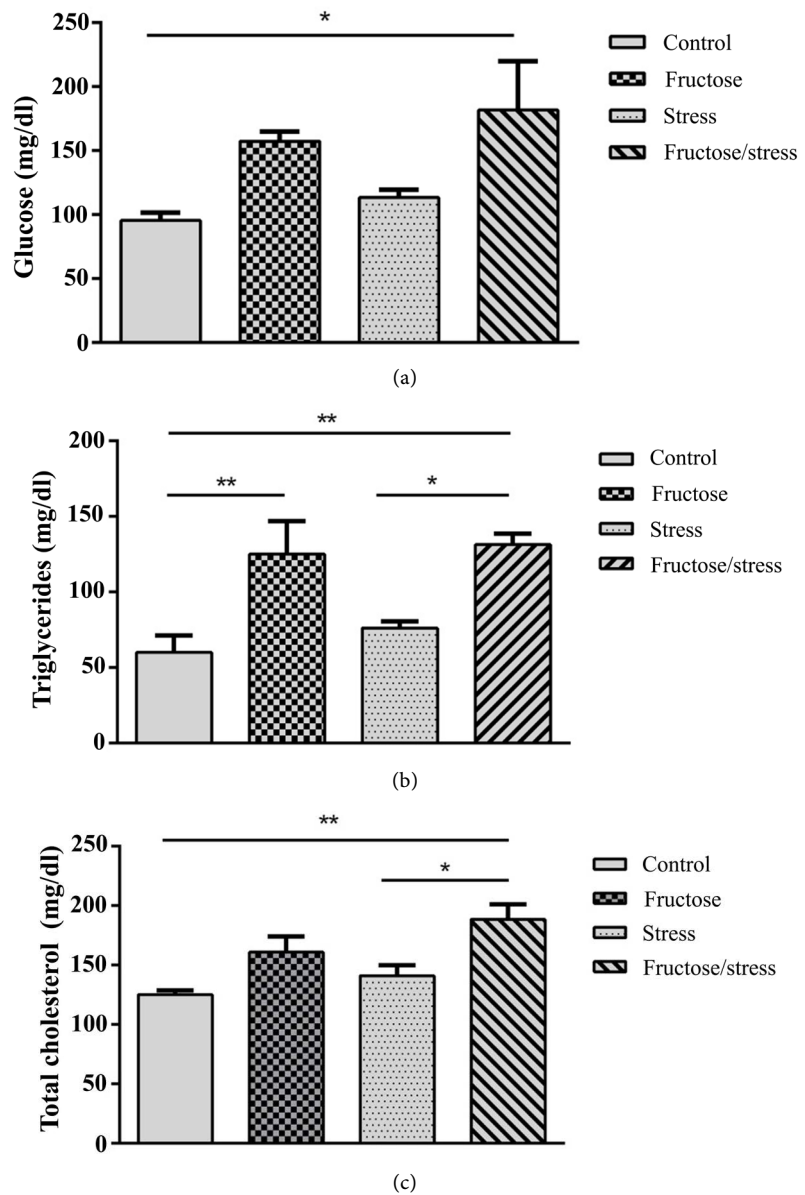 *
250
200
150
100
50
0
Glucose (mg/dl)
Control
Fructose
Stress
Fructose/stress
(a)
**
**
*
200
150
100
50
0
Triglycerides (mg/dl)
Control
Fructose
Stress
Fructose/stress
(b)
**
*
250
200
150
100
50
0
Total cholesterol (mg/dl)
Control
Fructose
Stress
Fructose/stress
(c)